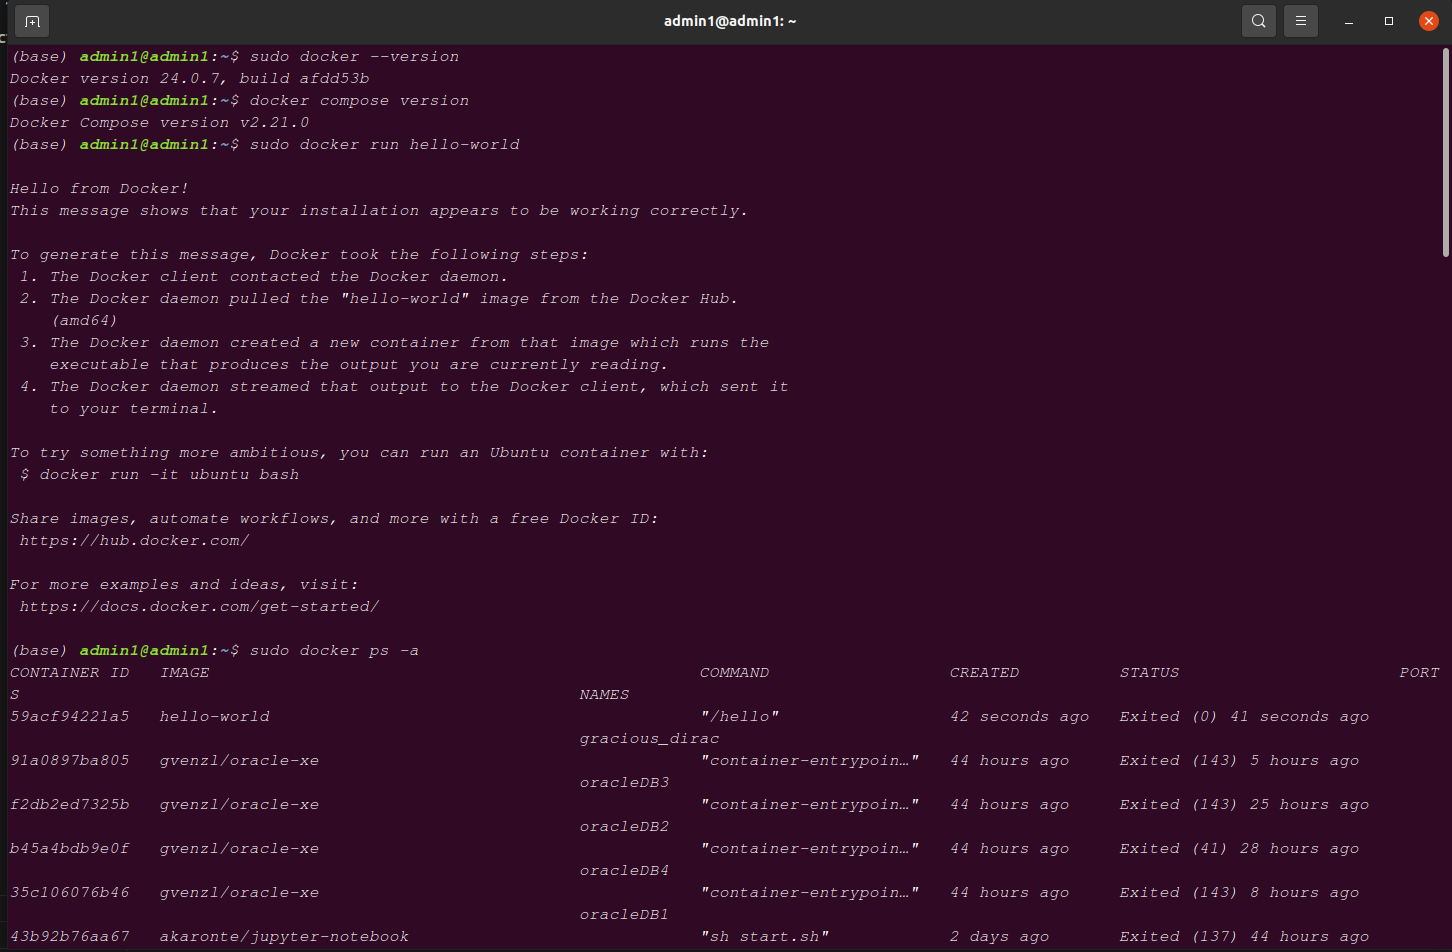 admin1@admin1: ~
(base) admin1@admin1:~$ sudo docker --version
Docker version 24.0.7, build afdd53b
(base) admin1@admin1:~$ docker compose version
Docker Compose version v2.21.0
(base) admin1@admin1:~$ sudo docker run hello-world
Hello from Docker!
This message shows that your installation appears to be working correctly.
To generate this message, Docker took the following steps:
1. The Docker client contacted the Docker daemon.
2. The Docker daemon pulled the "hello-world" image from the Docker Hub.
(amd64)
3. The Docker daemon created a new container from that image which runs the
executable that produces the output you are currently reading.
4. The Docker daemon streamed that output to the Docker client, which sent it
to your terminal.
To try something more ambitious, you can run an Ubuntu container with:
$ docker run -it ubuntu bash
Share images, automate workflows, and more with a free Docker ID:
https://hub.docker.com/
For more examples and ideas, visit:
https://docs.docker.com/get-started/
(base) admin1@admin1:~$ sudo docker ps -a
CONTAINER ID IMAGE COMMAND CREATED STATUS PORT
S NAMES
59acf94221a5 hello-world "/hello" 42 seconds ago Exited (0) 41 seconds ago
gracious_dirac
91a0897ba805 gvenzl/oracle-xe "container-entrypoin…" 44 hours ago Exited (143) 5 hours ago
oracleDB3
f2db2ed7325b gvenzl/oracle-xe "container-entrypoin…" 44 hours ago Exited (143) 25 hours ago
oracleDB2
b45a4bdb9e0f gvenzl/oracle-xe "container-entrypoin…" 44 hours ago Exited (41) 28 hours ago
oracleDB4
35c106076b46 gvenzl/oracle-xe "container-entrypoin…" 44 hours ago Exited (143) 8 hours ago
oracleDB1
43b92b76aa67 akaronte/jupyter-notebook "sh start.sh" 2 days ago Exited (137) 44 hours ago